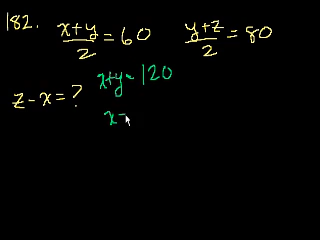 182. x+y/2 = 60 y+z/2 = 80
z-x=? x+y= 120
x=